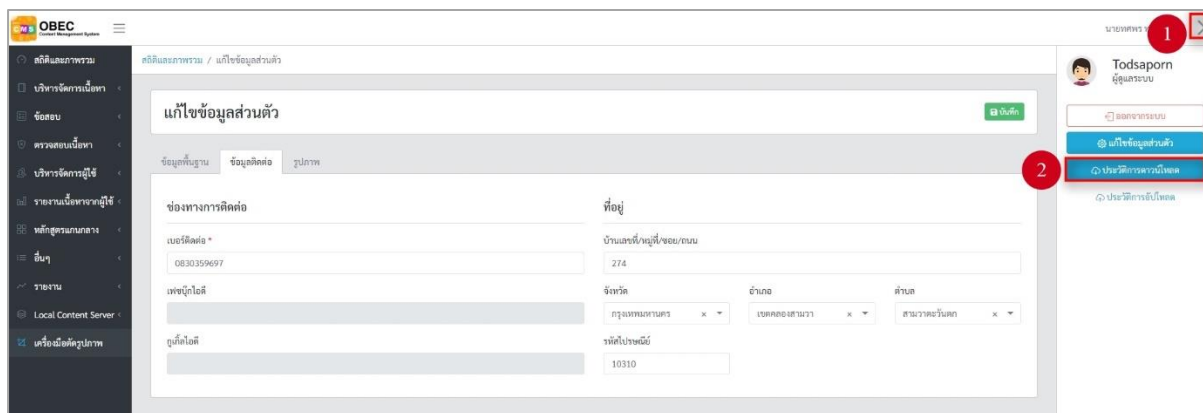 CMS OBEC
Content Management System
นายทศพร
1
สถิติและภาพรวม
บริหารจัดการเนื้อหา
ข้อสอบ
ตรวจสอบเนื้อหา
บริหารจัดการผู้ใช้
รายงานเนื้อหาจากผู้ใช้
หลักสูตรแกนกลาง
อื่นๆ
รายงาน
Local Content Server
เครื่องมือตัดรูปภาพ
สถิติและภาพรวม / แก้ไขข้อมูลส่วนตัว
แก้ไขข้อมูลส่วนตัว
บันทึก
ข้อมูลพื้นฐาน ข้อมูลติดต่อ รูปภาพ
ช่องทางการติดต่อ
เบอร์ติดต่อ *
0830359697
เฟซบุ๊กไอดี
กูเกิ้ลไอดี
ที่อยู่
บ้านเลขที่/หมู่ที่/ซอย/ถนน
274
จังหวัด อำเภอ ตำบล
กรุงเทพมหานคร × เขตคลองสามวา × สามวาตะวันตก ×
รหัสไปรษณีย์
10310
Todsaporn
ผู้ดูแลระบบ
ออกจากระบบ
แก้ไขข้อมูลส่วนตัว
2
ประวัติการดาวน์โหลด
ประวัติการอัปโหลด